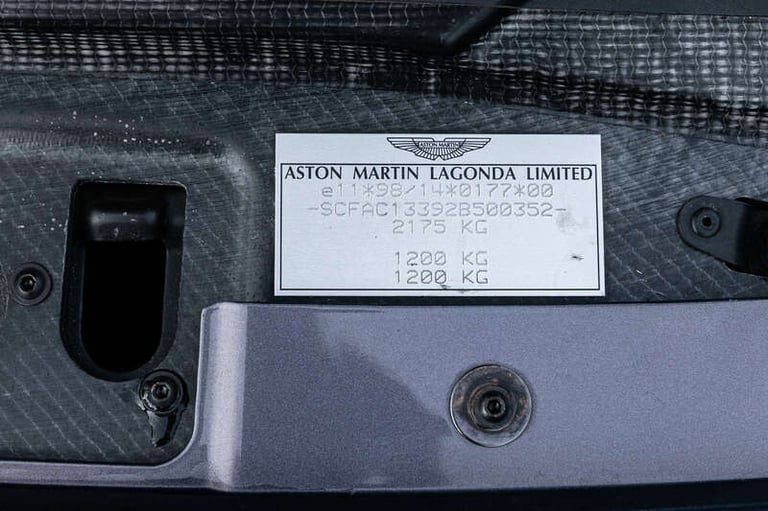 ASTON MARTIN
ASTON MARTIN LAGONDA LIMITED
e11*98/14*0177*00
-SCFAC13392B500352-
2175 KG
1200 KG
1200 KG